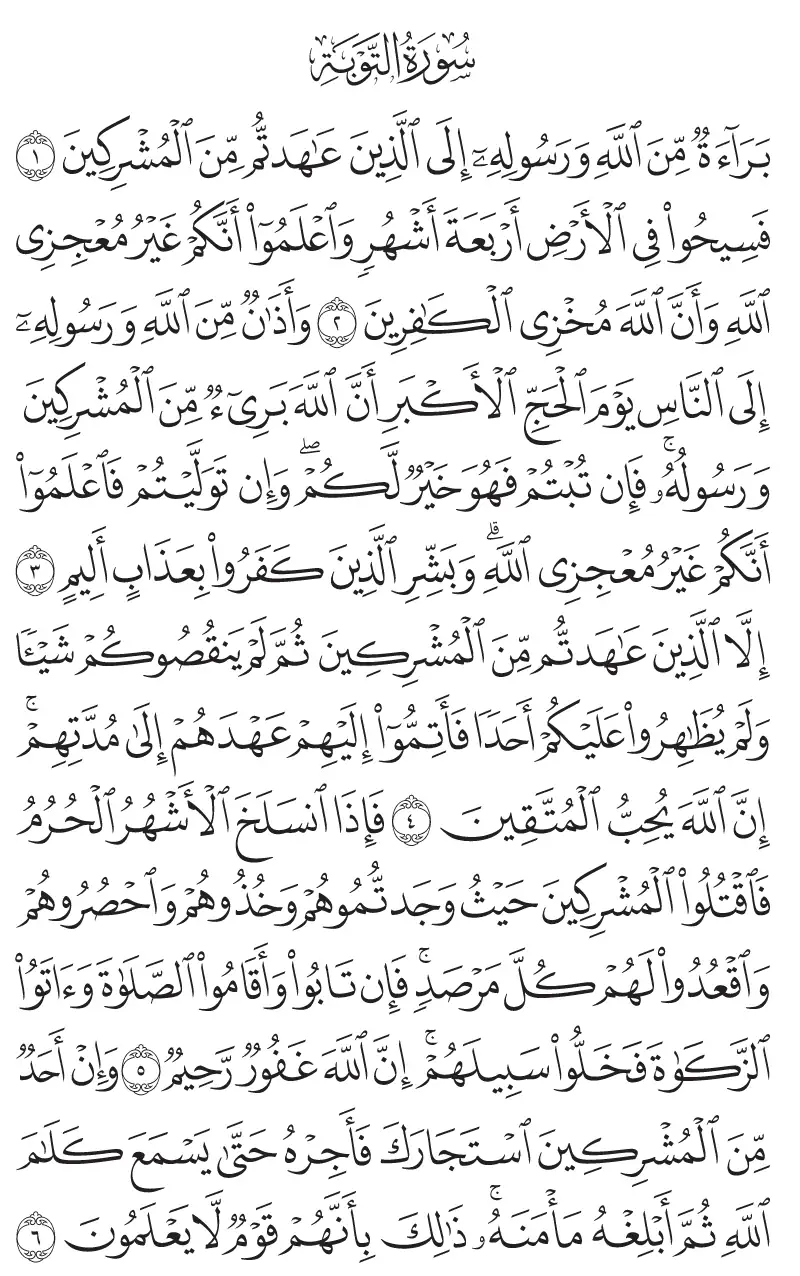 سُورَةُ التَّوْبَةِ
بَرَآءَةٌ مِّنَ ٱللَّهِ وَرَسُولِهِۦٓ إِلَى ٱلَّذِينَ عَٰهَدتُّم مِّنَ ٱلْمُشْرِكِينَ ١
فَسِيحُوا۟ فِى ٱلْأَرْضِ أَرْبَعَةَ أَشْهُرٍ وَٱعْلَمُوٓا۟ أَنَّكُمْ غَيْرُ مُعْجِزِى
ٱللَّهِ وَأَنَّ ٱللَّهَ مُخْزِى ٱلْكَٰفِرِينَ ٢ وَأَذَٰنٌ مِّنَ ٱللَّهِ وَرَسُولِهِۦٓ
إِلَى ٱلنَّاسِ يَوْمَ ٱلْحَجِّ ٱلْأَكْبَرِ أَنَّ ٱللَّهَ بَرِىٓءٌ مِّنَ ٱلْمُشْرِكِينَ
وَرَسُولُهُۥ ۚ فَإِن تُبْتُمْ فَهُوَ خَيْرٌ لَّكُمْ ۖ وَإِن تَوَلَّيْتُمْ فَٱعْلَمُوٓا۟
أَنَّكُمْ غَيْرُ مُعْجِزِى ٱللَّهِ ۗ وَبَشِّرِ ٱلَّذِينَ كَفَرُوا۟ بِعَذَابٍ أَلِيمٍ ٣
إِلَّا ٱلَّذِينَ عَٰهَدتُّم مِّنَ ٱلْمُشْرِكِينَ ثُمَّ لَمْ يَنقُصُوكُمْ شَيْـًٔا
وَلَمْ يُظَٰهِرُوا۟ عَلَيْكُمْ أَحَدًا فَأَتِمُّوٓا۟ إِلَيْهِمْ عَهْدَهُمْ إِلَىٰ مُدَّتِهِمْ ۚ
إِنَّ ٱللَّهَ يُحِبُّ ٱلْمُتَّقِينَ ٤ فَإِذَا ٱنسَلَخَ ٱلْأَشْهُرُ ٱلْحُرُمُ
فَٱقْتُلُوا۟ ٱلْمُشْرِكِينَ حَيْثُ وَجَدتُّمُوهُمْ وَخُذُوهُمْ وَٱحْصُرُوهُمْ
وَٱقْعُدُوا۟ لَهُمْ كُلَّ مَرْصَدٍ ۚ فَإِن تَابُوا۟ وَأَقَامُوا۟ ٱلصَّلَوٰةَ وَءَاتَوُا۟
ٱلزَّكَوٰةَ فَخَلُّوا۟ سَبِيلَهُمْ ۚ إِنَّ ٱللَّهَ غَفُورٌ رَّحِيمٌ ٥ وَإِنْ أَحَدٌ
مِّنَ ٱلْمُشْرِكِينَ ٱسْتَجَارَكَ فَأَجِرْهُ حَتَّىٰ يَسْمَعَ كَلَٰمَ
ٱللَّهِ ثُمَّ أَبْلِغْهُ مَأْمَنَهُۥ ۚ ذَٰلِكَ بِأَنَّهُمْ قَوْمٌ لَّا يَعْلَمُونَ ٦